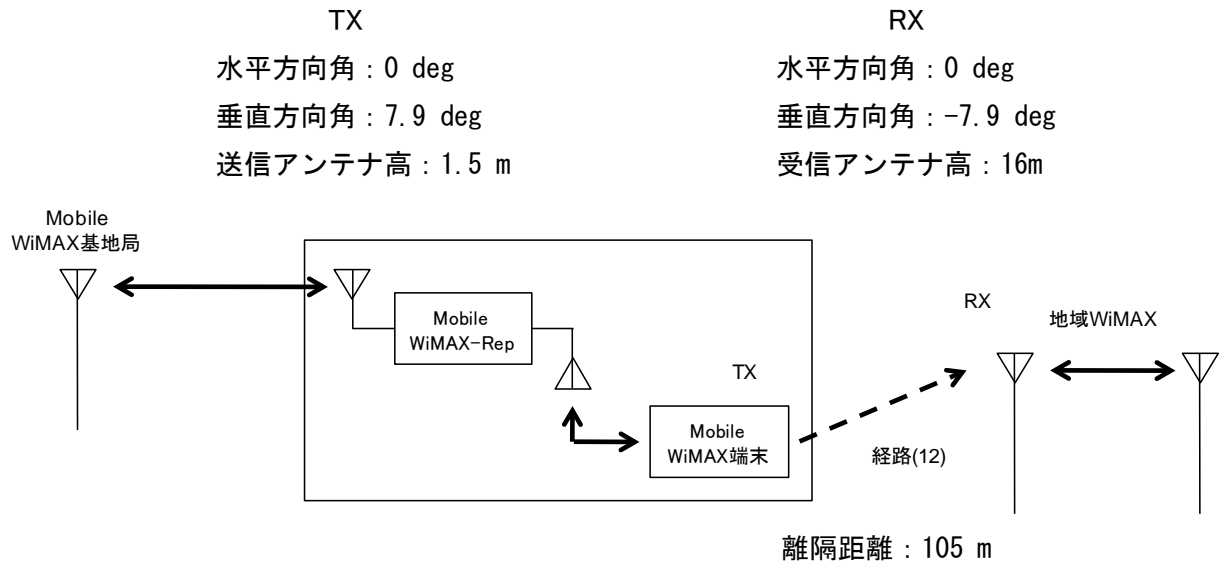 TX
水平方向角：0 deg
垂直方向角：7.9 deg
送信アンテナ高：1.5 m
RX
水平方向角：0 deg
垂直方向角：-7.9 deg
受信アンテナ高：16m
Mobile
WiMAX基地局
Mobile
WiMAX-Rep
TX
Mobile
WiMAX端末
経路(12)
RX
地域WiMAX
離隔距離：105 m